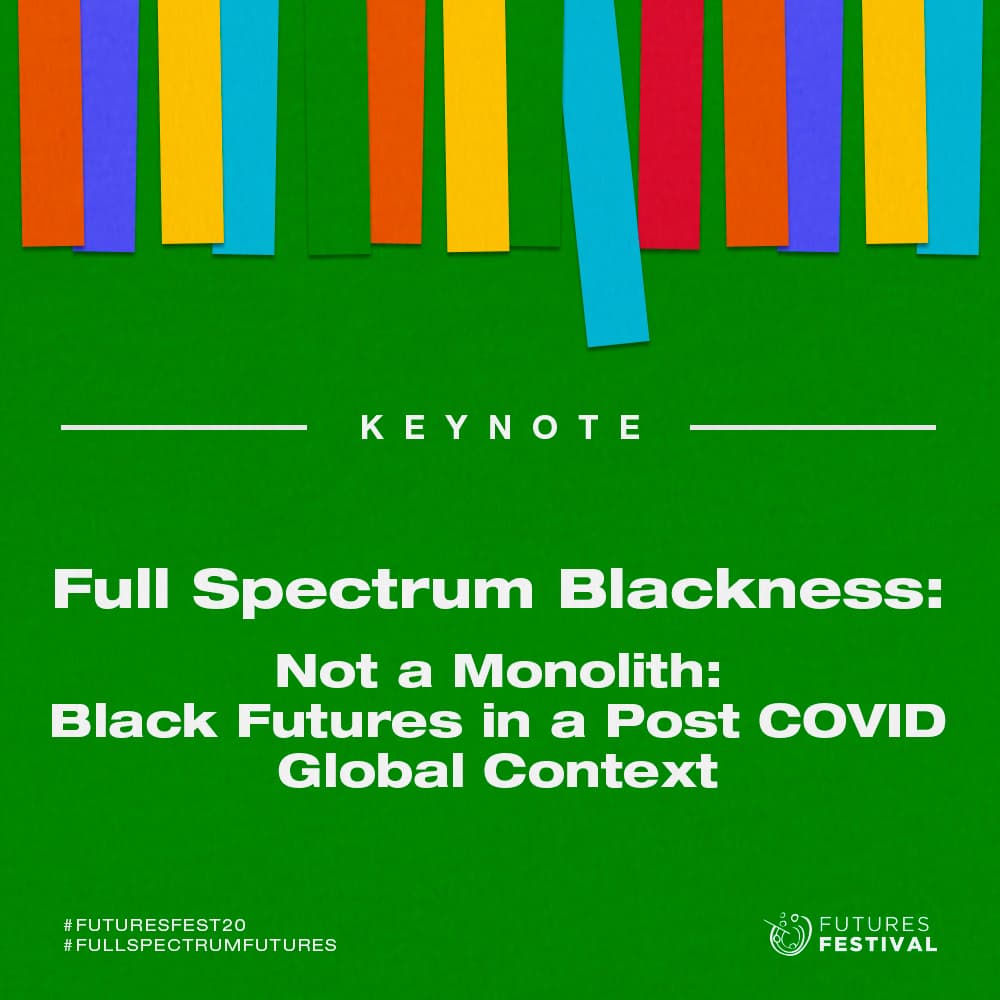 KEYNOTE
Full Spectrum Blackness:
Not a Monolith:
Black Futures in a Post COVID
Global Context
#FUTURESFEST20
#FULLSPECTRUMFUTURES
FUTURES
FESTIVAL